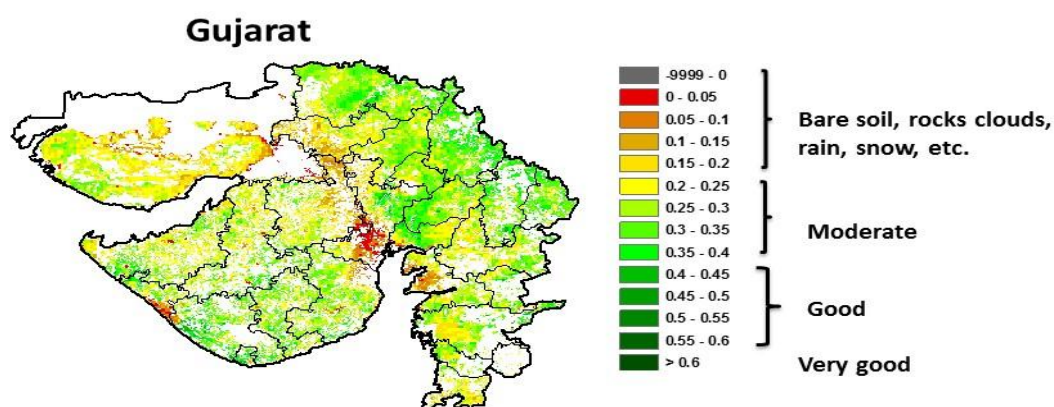 Gujarat
-9999 - 0
0 - 0.05
0.05 - 0.1
0.1 - 0.15
0.15 - 0.2
0.2 - 0.25
0.25 - 0.3
0.3 - 0.35
0.35 - 0.4
0.4 - 0.45
0.45 - 0.5
0.5 - 0.55
0.55 - 0.6
> 0.6
Bare soil, rocks clouds,
rain, snow, etc.
Moderate
Good
Very good